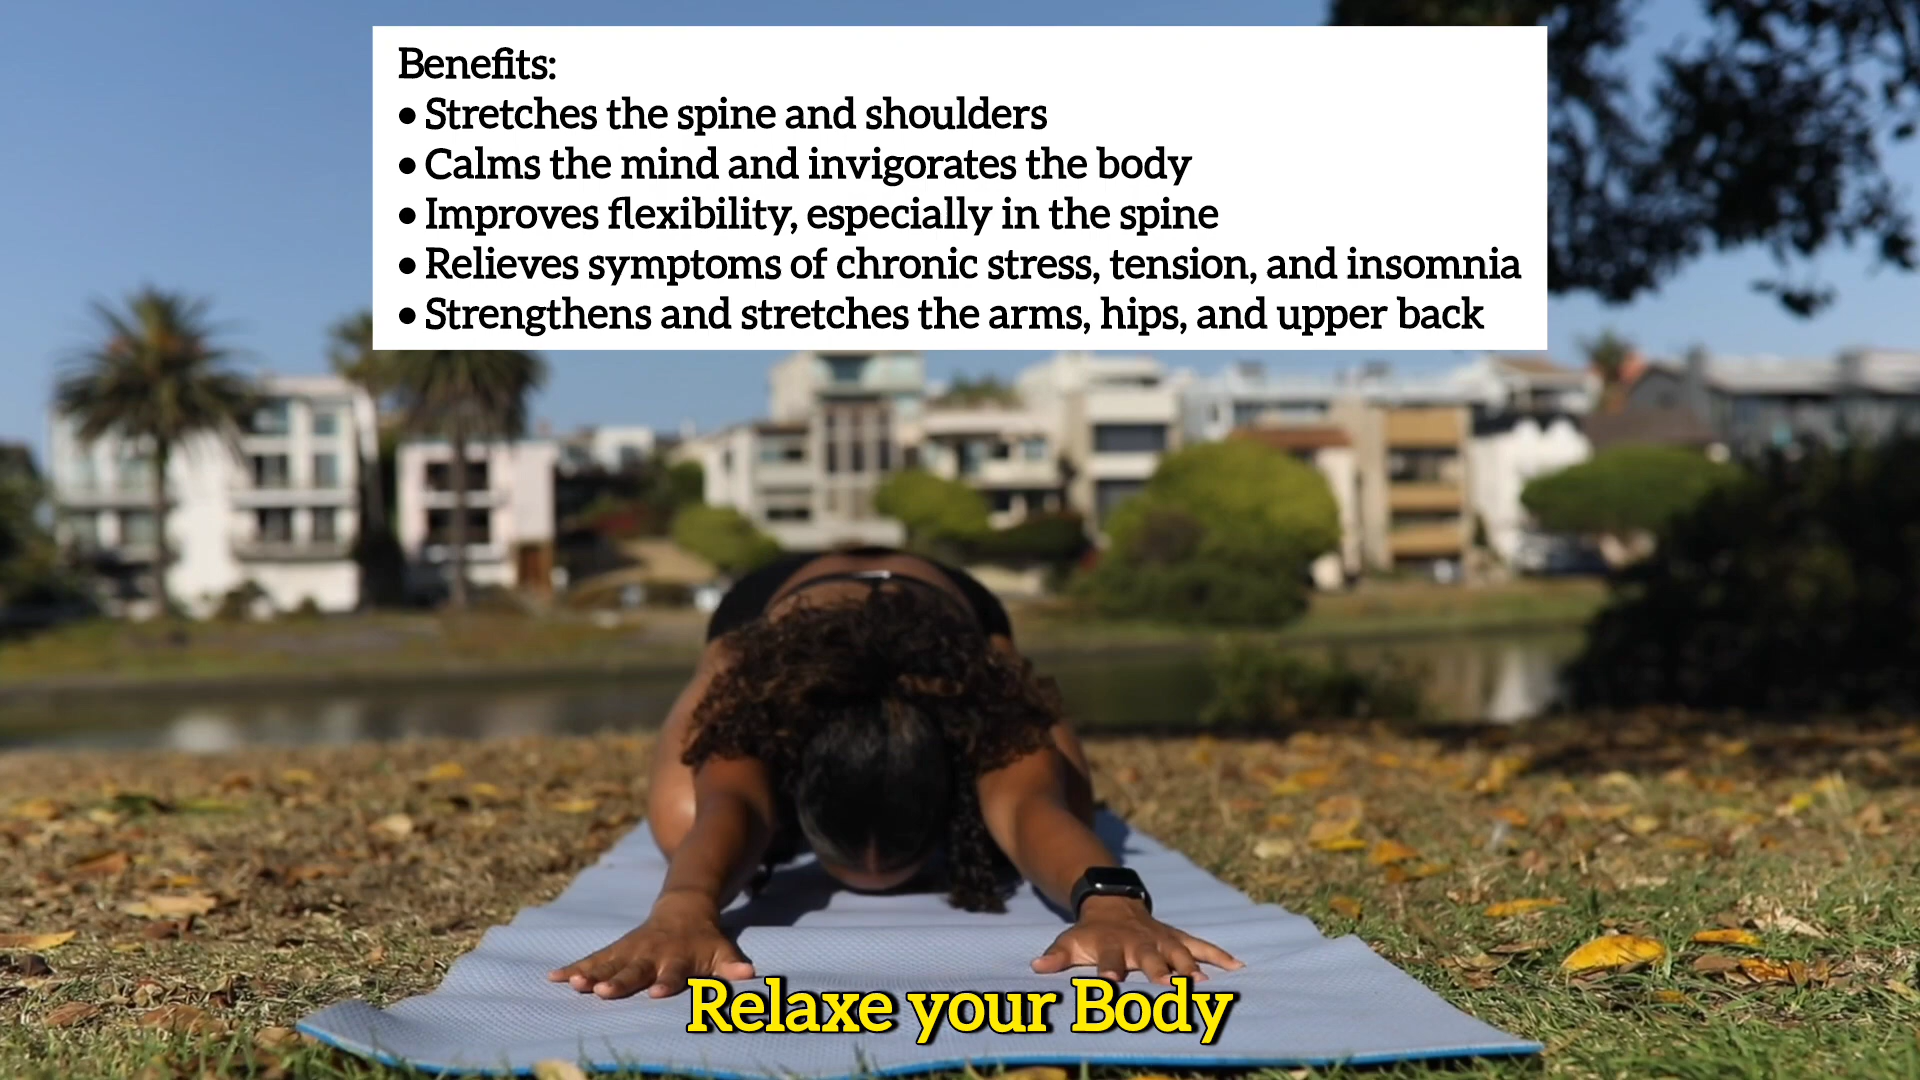 Benefits:
• Stretches the spine and shoulders
• Calms the mind and invigorates the body
• Improves flexibility, especially in the spine
• Relieves symptoms of chronic stress, tension, and insomnia
• Strengthens and stretches the arms, hips, and upper back
Relaxe your Body